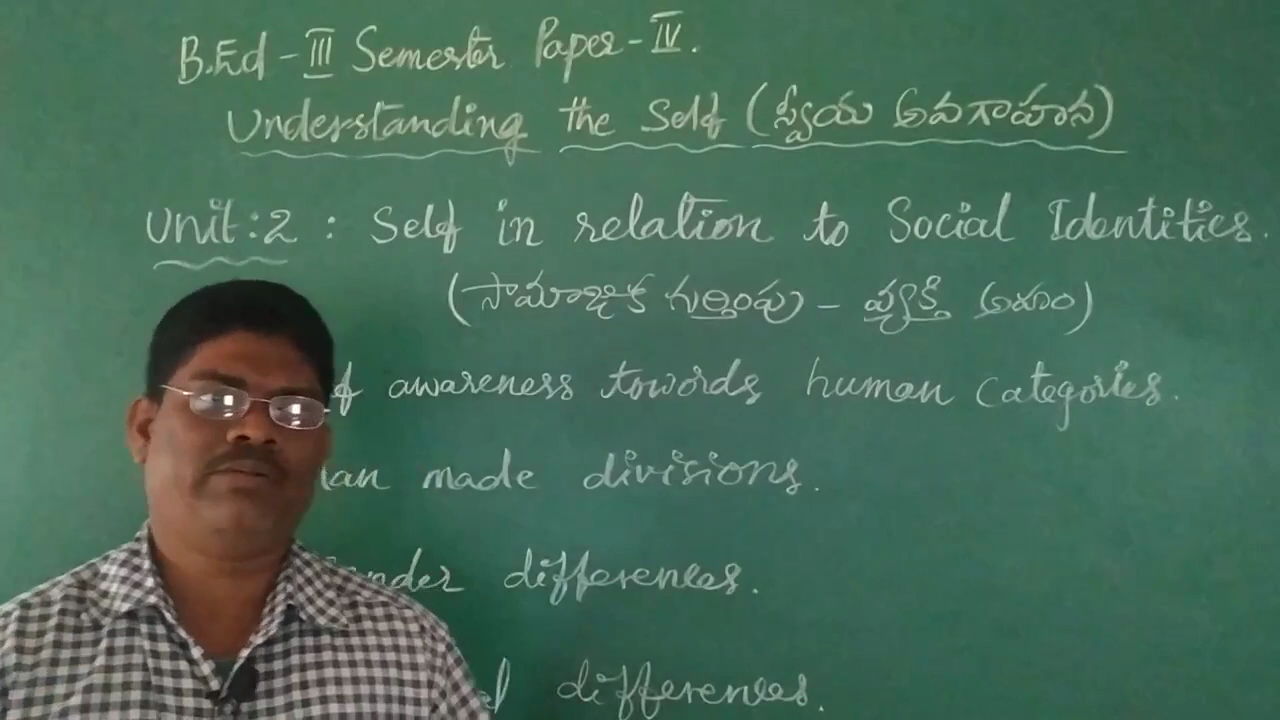 B.Ed - III Semester Paper - IV.
Understanding the Self (స్వీయ అవగాహన)
Unit:2 : Self in relation to Social Identities.
(సామాజిక గుర్తింపు - వ్యక్తి అహం)
awareness towords human categories.
made divisions.
differences.
differences.